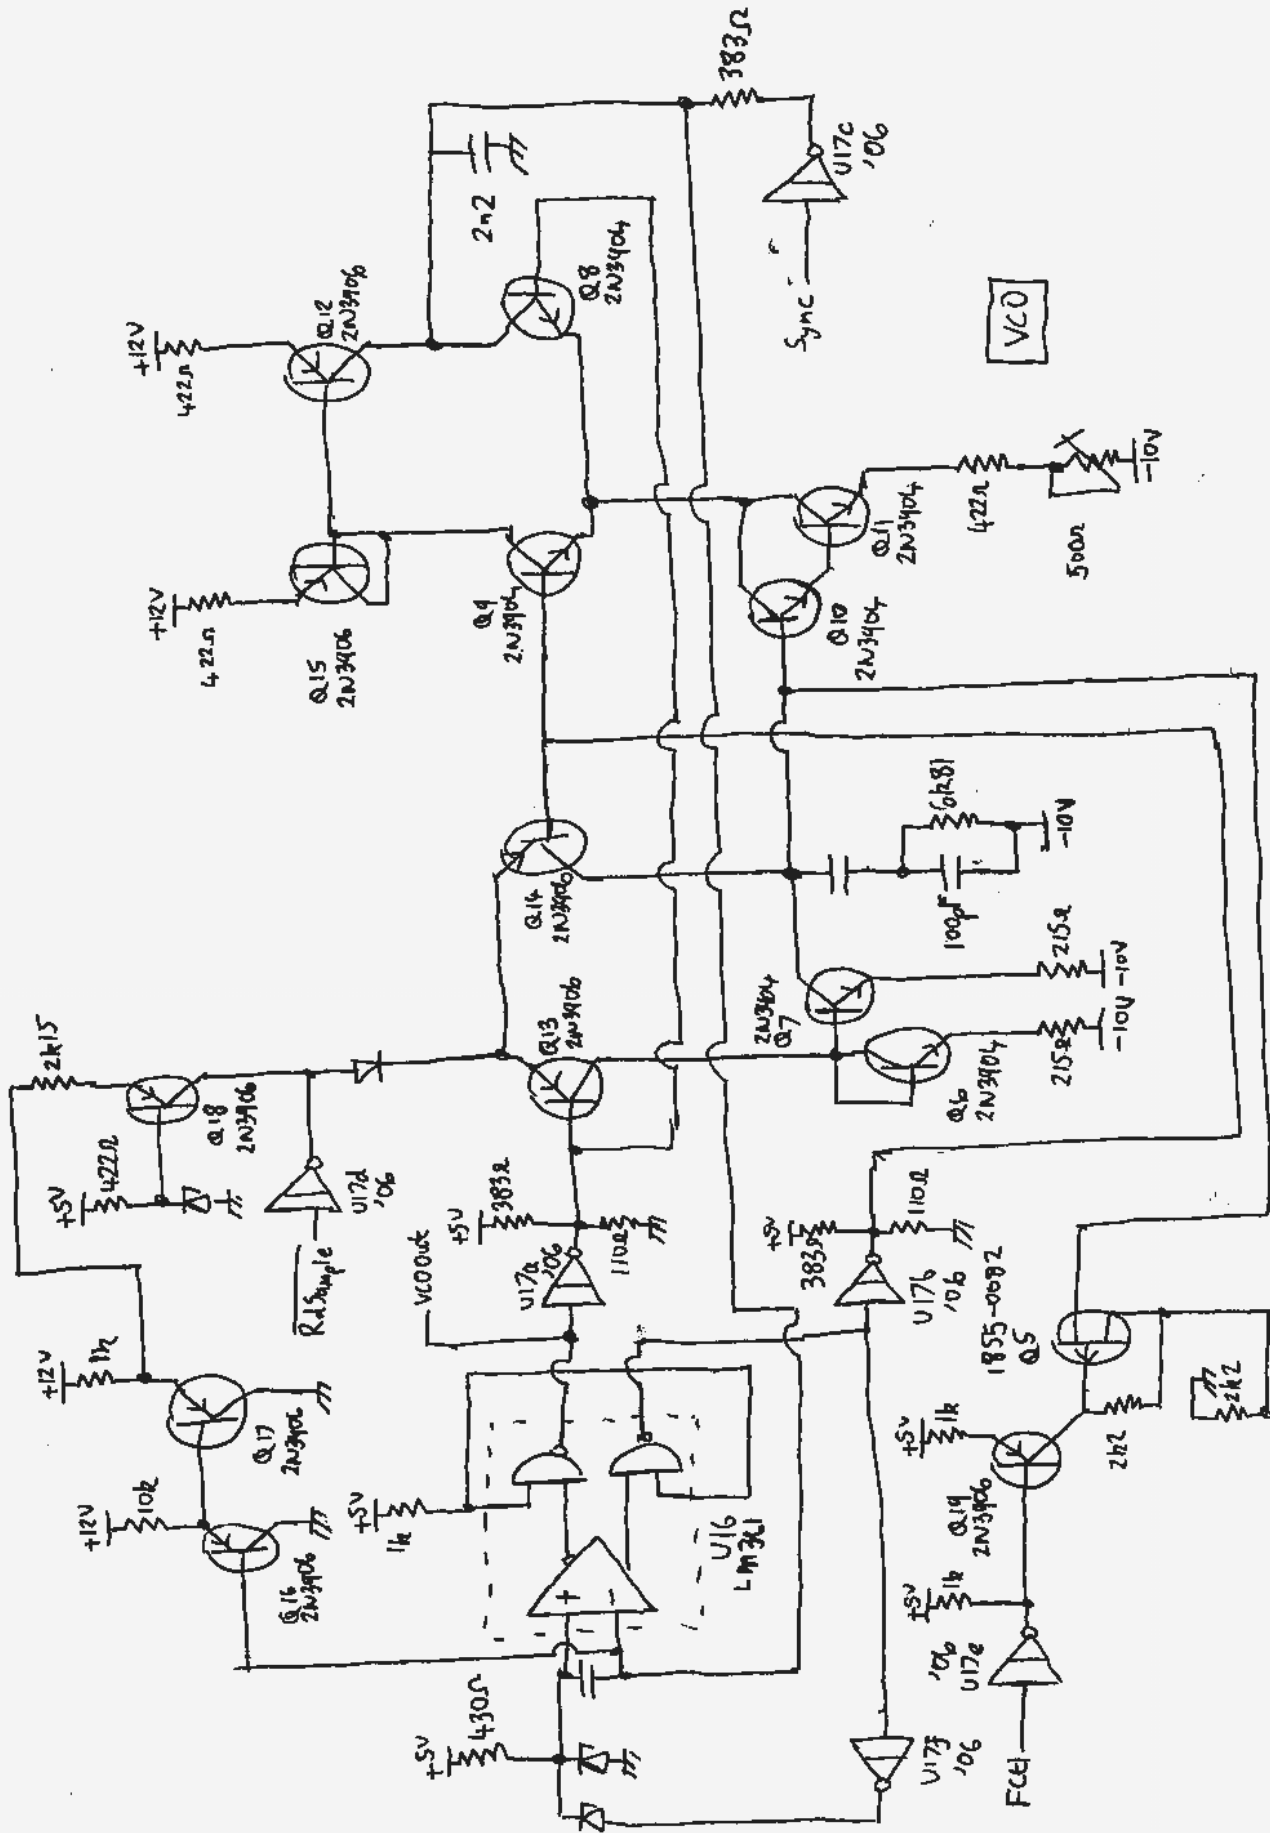 +12V
422Ω
Q12
2N3906
+12V
422Ω
Q15
2N3906
2n2
383Ω
Q8
2N3904
Q9
2N3904
U17c
'06
Sync
VCO
Q11
2N3904
Q10
2N3904
422Ω
500Ω
-10V
2k15
Q18
2N3906
+5V
422Ω
U17d
'06
RdSample
Q14
2N3906
Q13
2N3906
6k81
100pF
-10V
2N3904
Q7
215Ω
-10V
Q6
2N3904
215Ω
-10V
+12V
1k
Q17
2N3906
+12V
10k
Q16
2N3906
VCO Out
+5V
383Ω
U17a
'06
110Ω
+5V
383Ω
U17b
'06
110Ω
+5V
1k
U16
LM361
+
-
+5V
430Ω
1855-0082
Q5
2k2
2k2
+5V
1k
Q19
2N3906
+5V
1k
'06
U17e
U17f
'06
FCtl